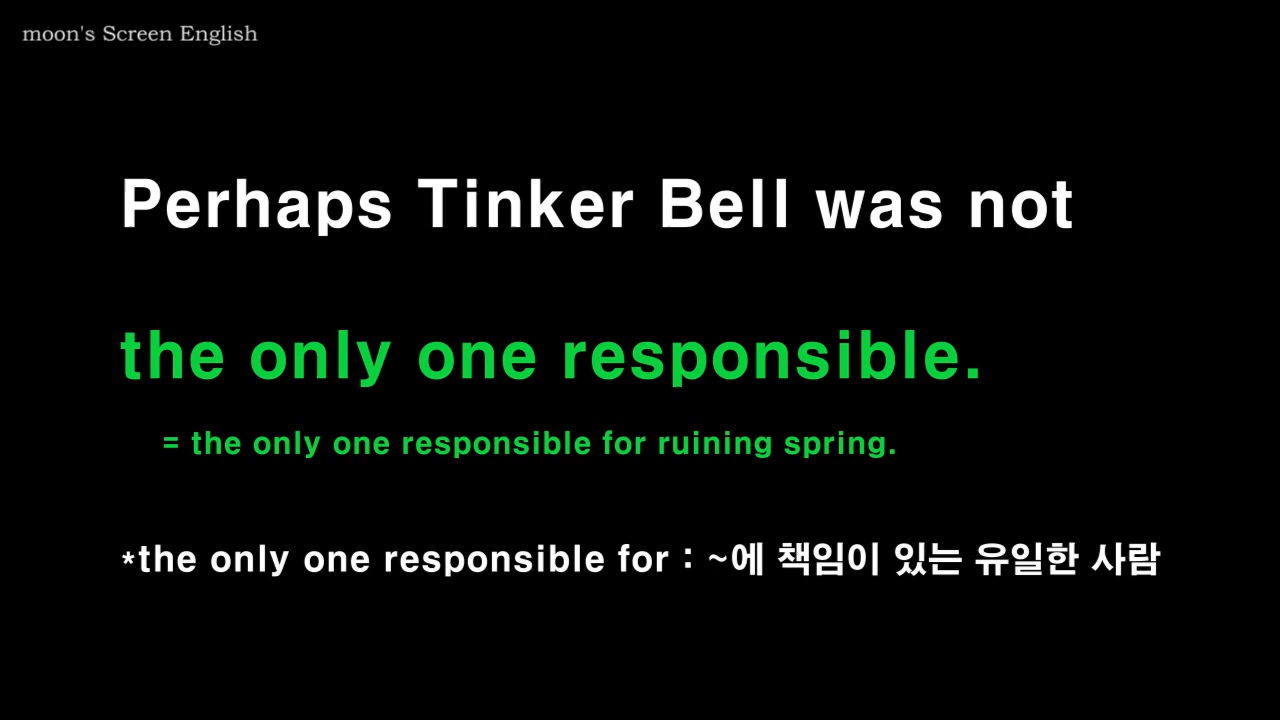 moon's Screen English
Perhaps Tinker Bell was not
the only one responsible.
= the only one responsible for ruining spring.
*the only one responsible for : ~에 책임이 있는 유일한 사람